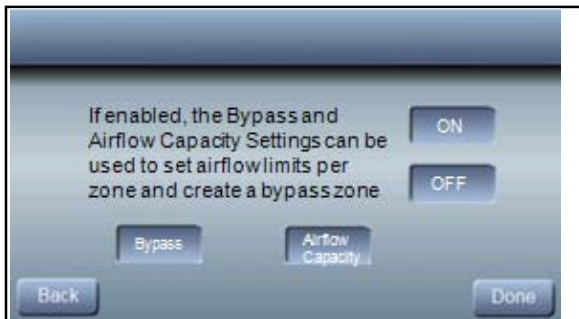 If enabled, the Bypass and
Airflow Capacity Settings can be
used to set airflow limits per
zone and create a bypass zone
ON
OFF
Bypass
Airflow
Capacity
Back
Done